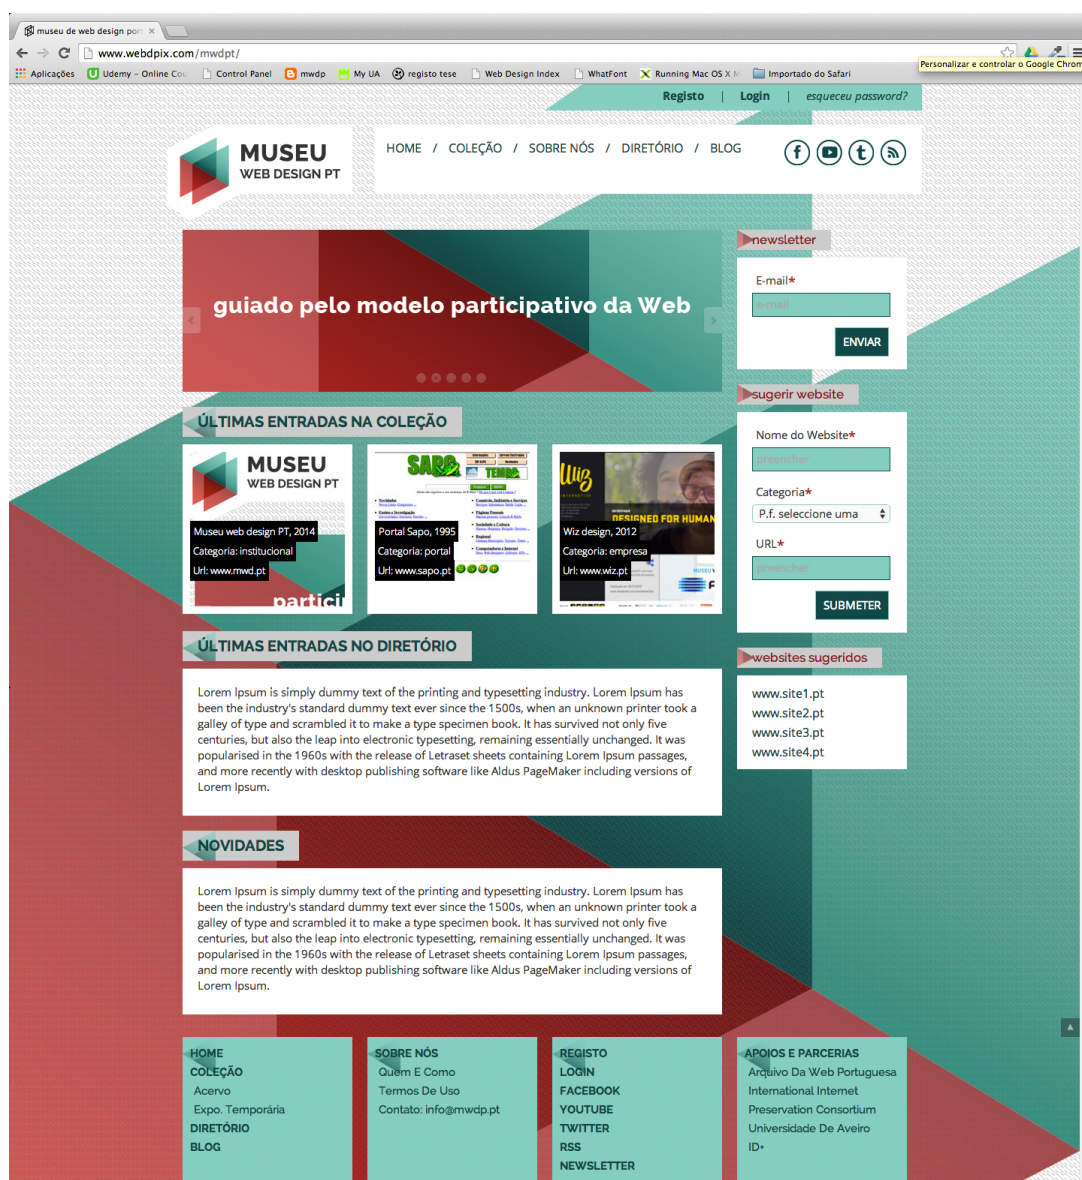 museu de web design port
www.webdpix.com/mwdpt/
Aplicações Udemy – Online Cou Control Panel mwdp My UA registo tese Web Design Index WhatFont Running Mac OS X Importado do Safari
Personalizar e controlar o Google Chrom
Registo | Login | esqueceu password?
MUSEU
WEB DESIGN PT
HOME / COLEÇÃO / SOBRE NÓS / DIRETÓRIO / BLOG
guiado pelo modelo participativo da Web
newsletter
E-mail*
e-mail
ENVIAR
sugerir website
Nome do Website*
preencher
Categoria*
P.f. seleccione uma
URL*
preencher
SUBMETER
websites sugeridos
www.site1.pt
www.site2.pt
www.site3.pt
www.site4.pt
ÚLTIMAS ENTRADAS NA COLEÇÃO
MUSEU
WEB DESIGN PT
Museu web design PT, 2014
Categoria: institucional
Url: www.mwd.pt
partici
SAPO
Portal Sapo, 1995
Categoria: portal
Url: www.sapo.pt
Wiz
INTERACTIVE
DESIGNED FOR HUMAN
Wiz design, 2012
Categoria: empresa
Url: www.wiz.pt
ÚLTIMAS ENTRADAS NO DIRETÓRIO
Lorem Ipsum is simply dummy text of the printing and typesetting industry. Lorem Ipsum has
been the industry's standard dummy text ever since the 1500s, when an unknown printer took a
galley of type and scrambled it to make a type specimen book. It has survived not only five
centuries, but also the leap into electronic typesetting, remaining essentially unchanged. It was
popularised in the 1960s with the release of Letraset sheets containing Lorem Ipsum passages,
and more recently with desktop publishing software like Aldus PageMaker including versions of
Lorem Ipsum.
NOVIDADES
Lorem Ipsum is simply dummy text of the printing and typesetting industry. Lorem Ipsum has
been the industry's standard dummy text ever since the 1500s, when an unknown printer took a
galley of type and scrambled it to make a type specimen book. It has survived not only five
centuries, but also the leap into electronic typesetting, remaining essentially unchanged. It was
popularised in the 1960s with the release of Letraset sheets containing Lorem Ipsum passages,
and more recently with desktop publishing software like Aldus PageMaker including versions of
Lorem Ipsum.
HOME
COLEÇÃO
Acervo
Expo. Temporária
DIRETÓRIO
BLOG
SOBRE NÓS
Quem E Como
Termos De Uso
Contato: info@mwdp.pt
REGISTO
LOGIN
FACEBOOK
YOUTUBE
TWITTER
RSS
NEWSLETTER
APOIOS E PARCERIAS
Arquivo Da Web Portuguesa
International Internet
Preservation Consortium
Universidade De Aveiro
ID+